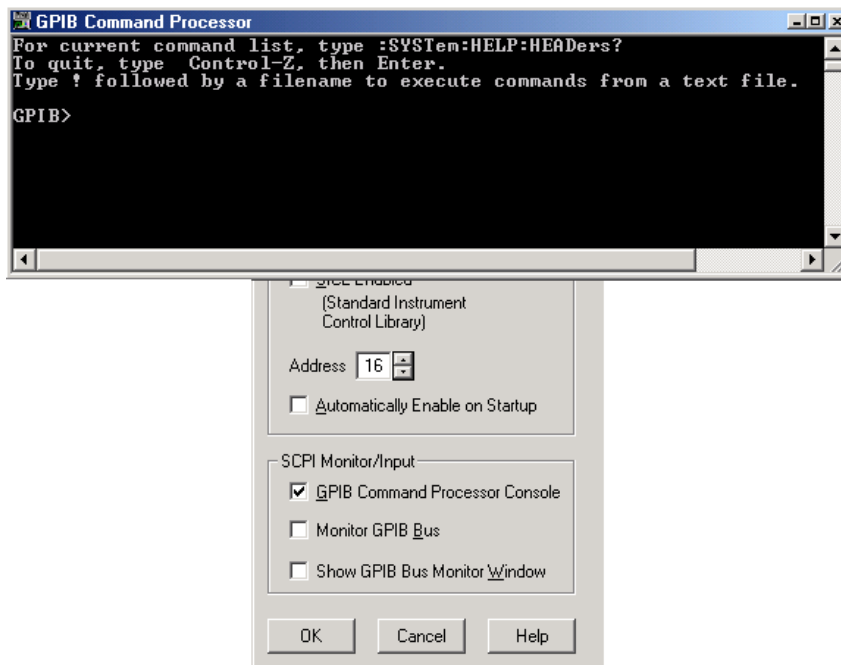 GPIB Command Processor
For current command list, type :SYSTem:HELP:HEADers?
To quit, type  Control-Z, then Enter.
Type ! followed by a filename to execute commands from a text file.
GPIB>
SICL Enabled
(Standard Instrument
Control Library)
Address 16
Automatically Enable on Startup
SCPI Monitor/Input
GPIB Command Processor Console
Monitor GPIB Bus
Show GPIB Bus Monitor Window
OK
Cancel
Help